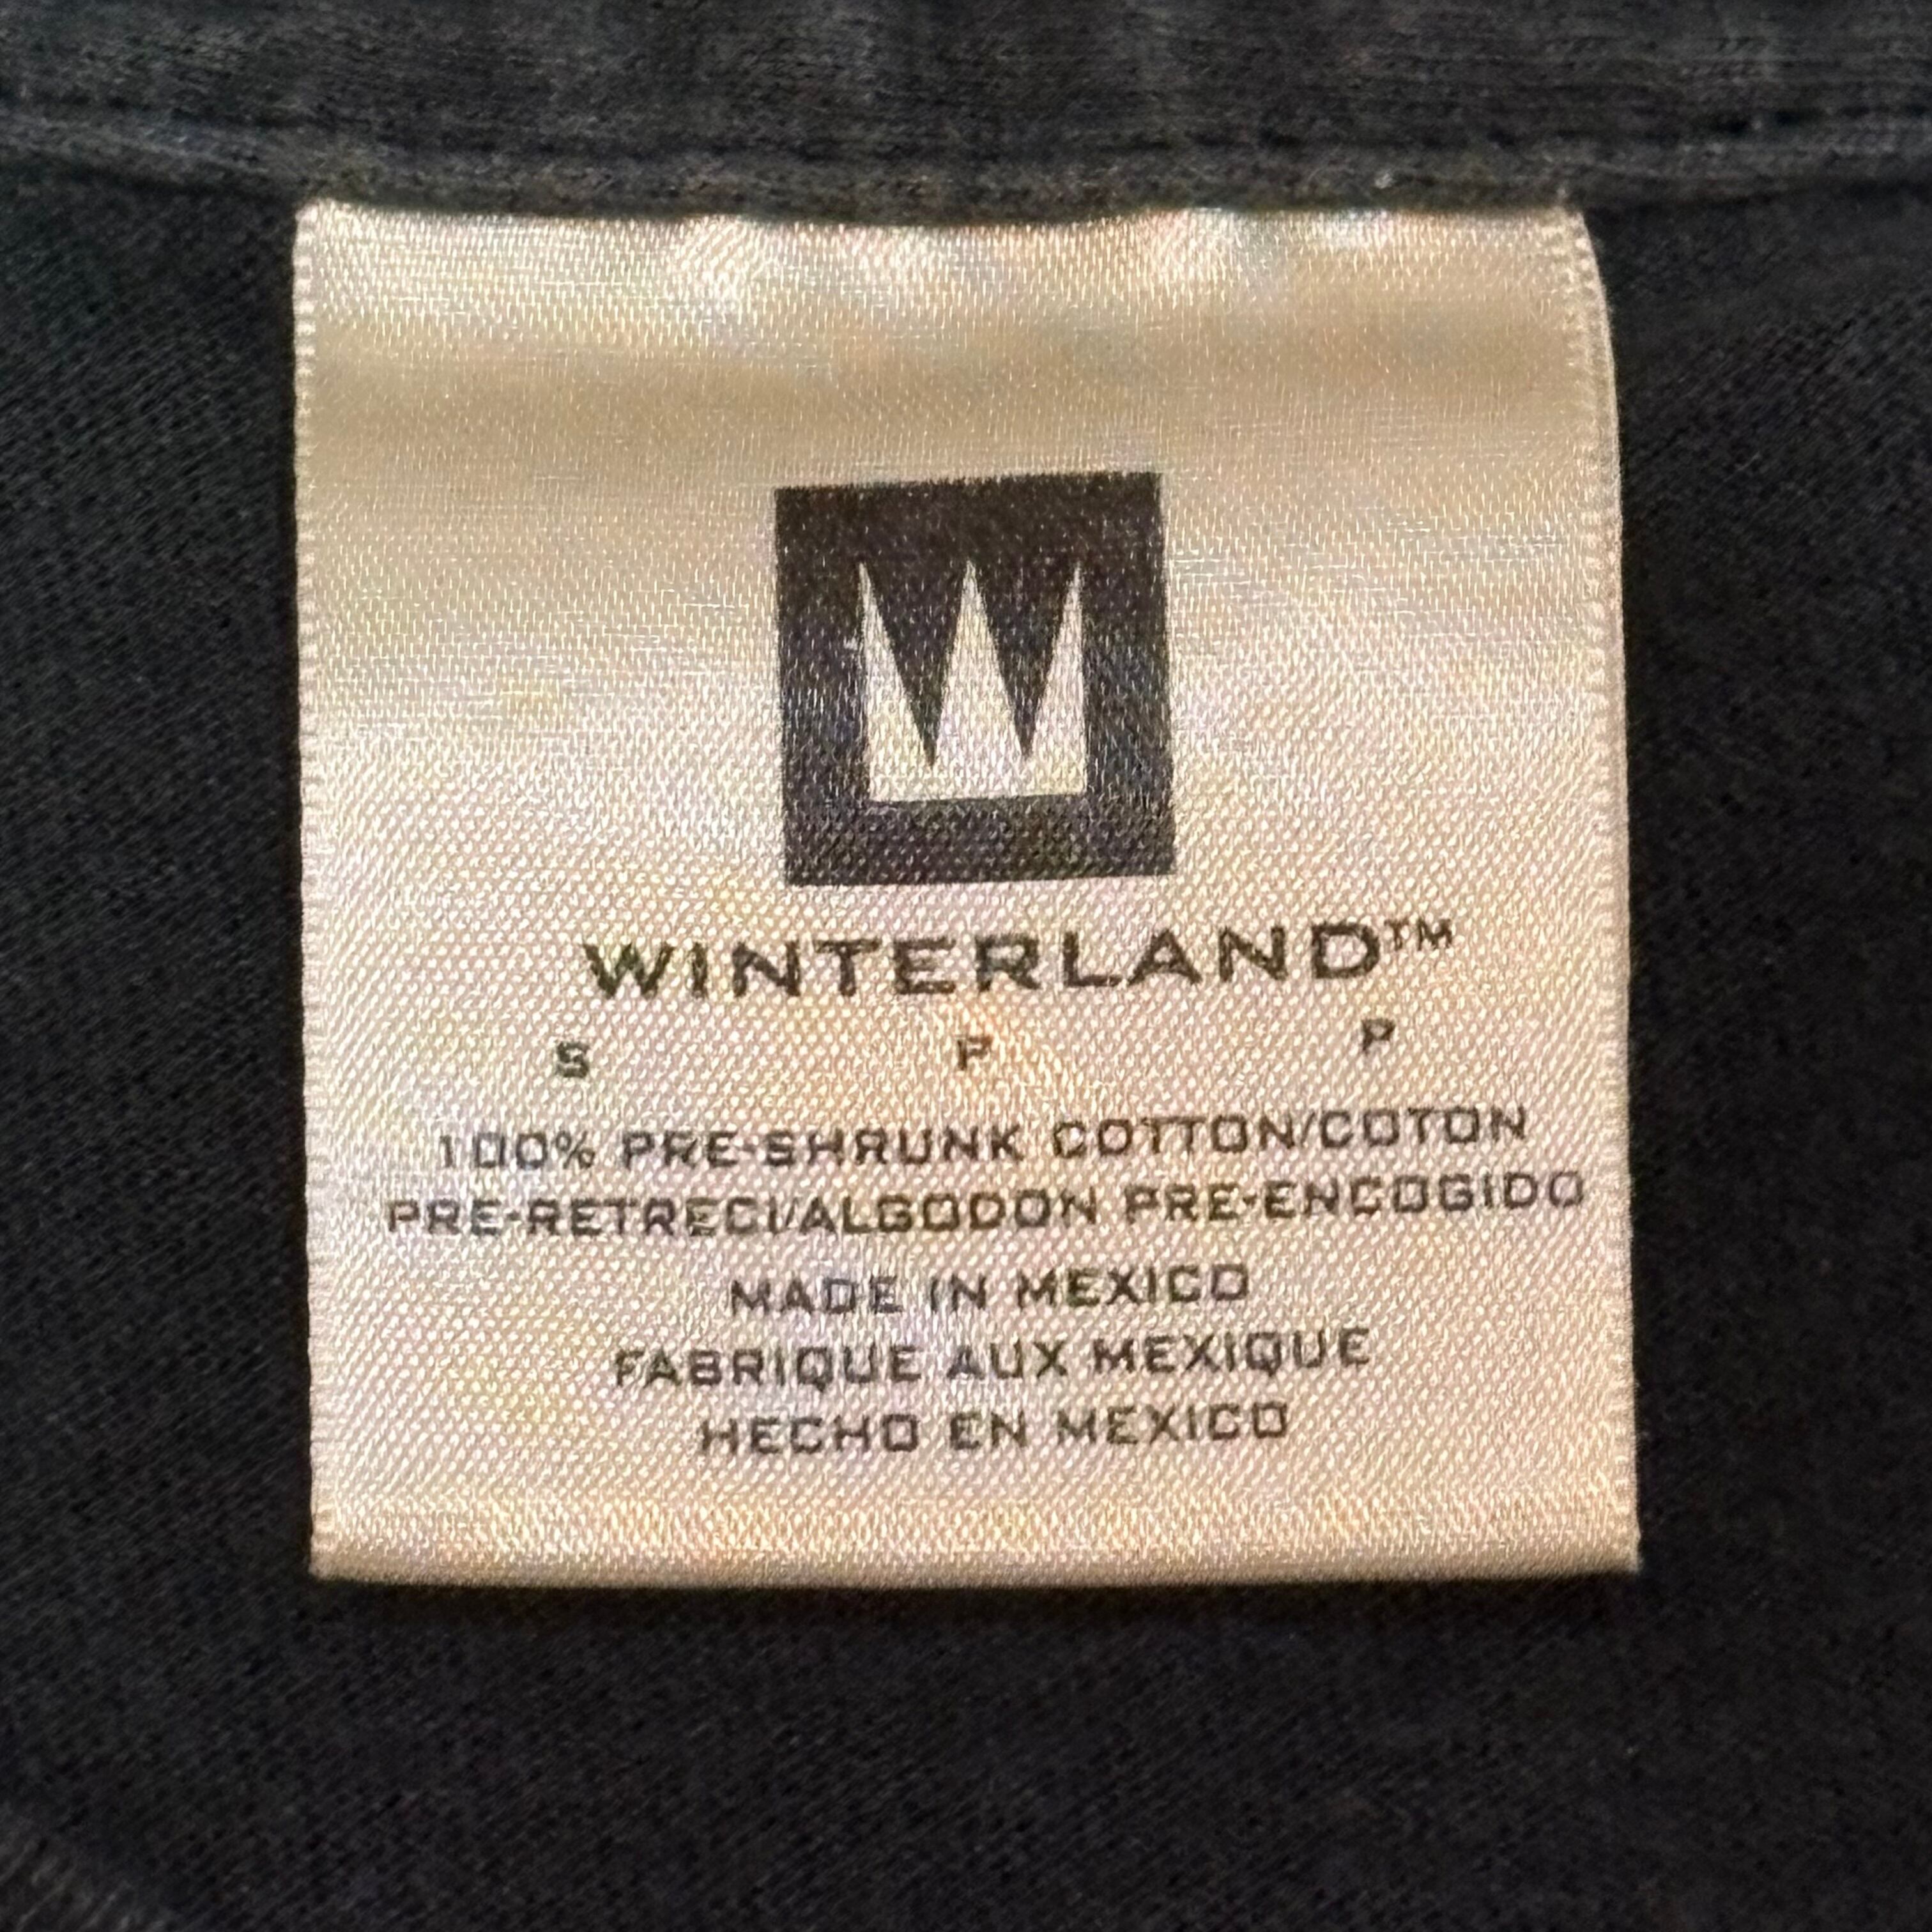 W
WINTERLAND™
S P P
100% PRE-SHRUNK COTTON/COTON
PRE-RETRECI/ALGODON PRE-ENCOGIDO
MADE IN MEXICO
FABRIQUE AUX MEXIQUE
HECHO EN MEXICO